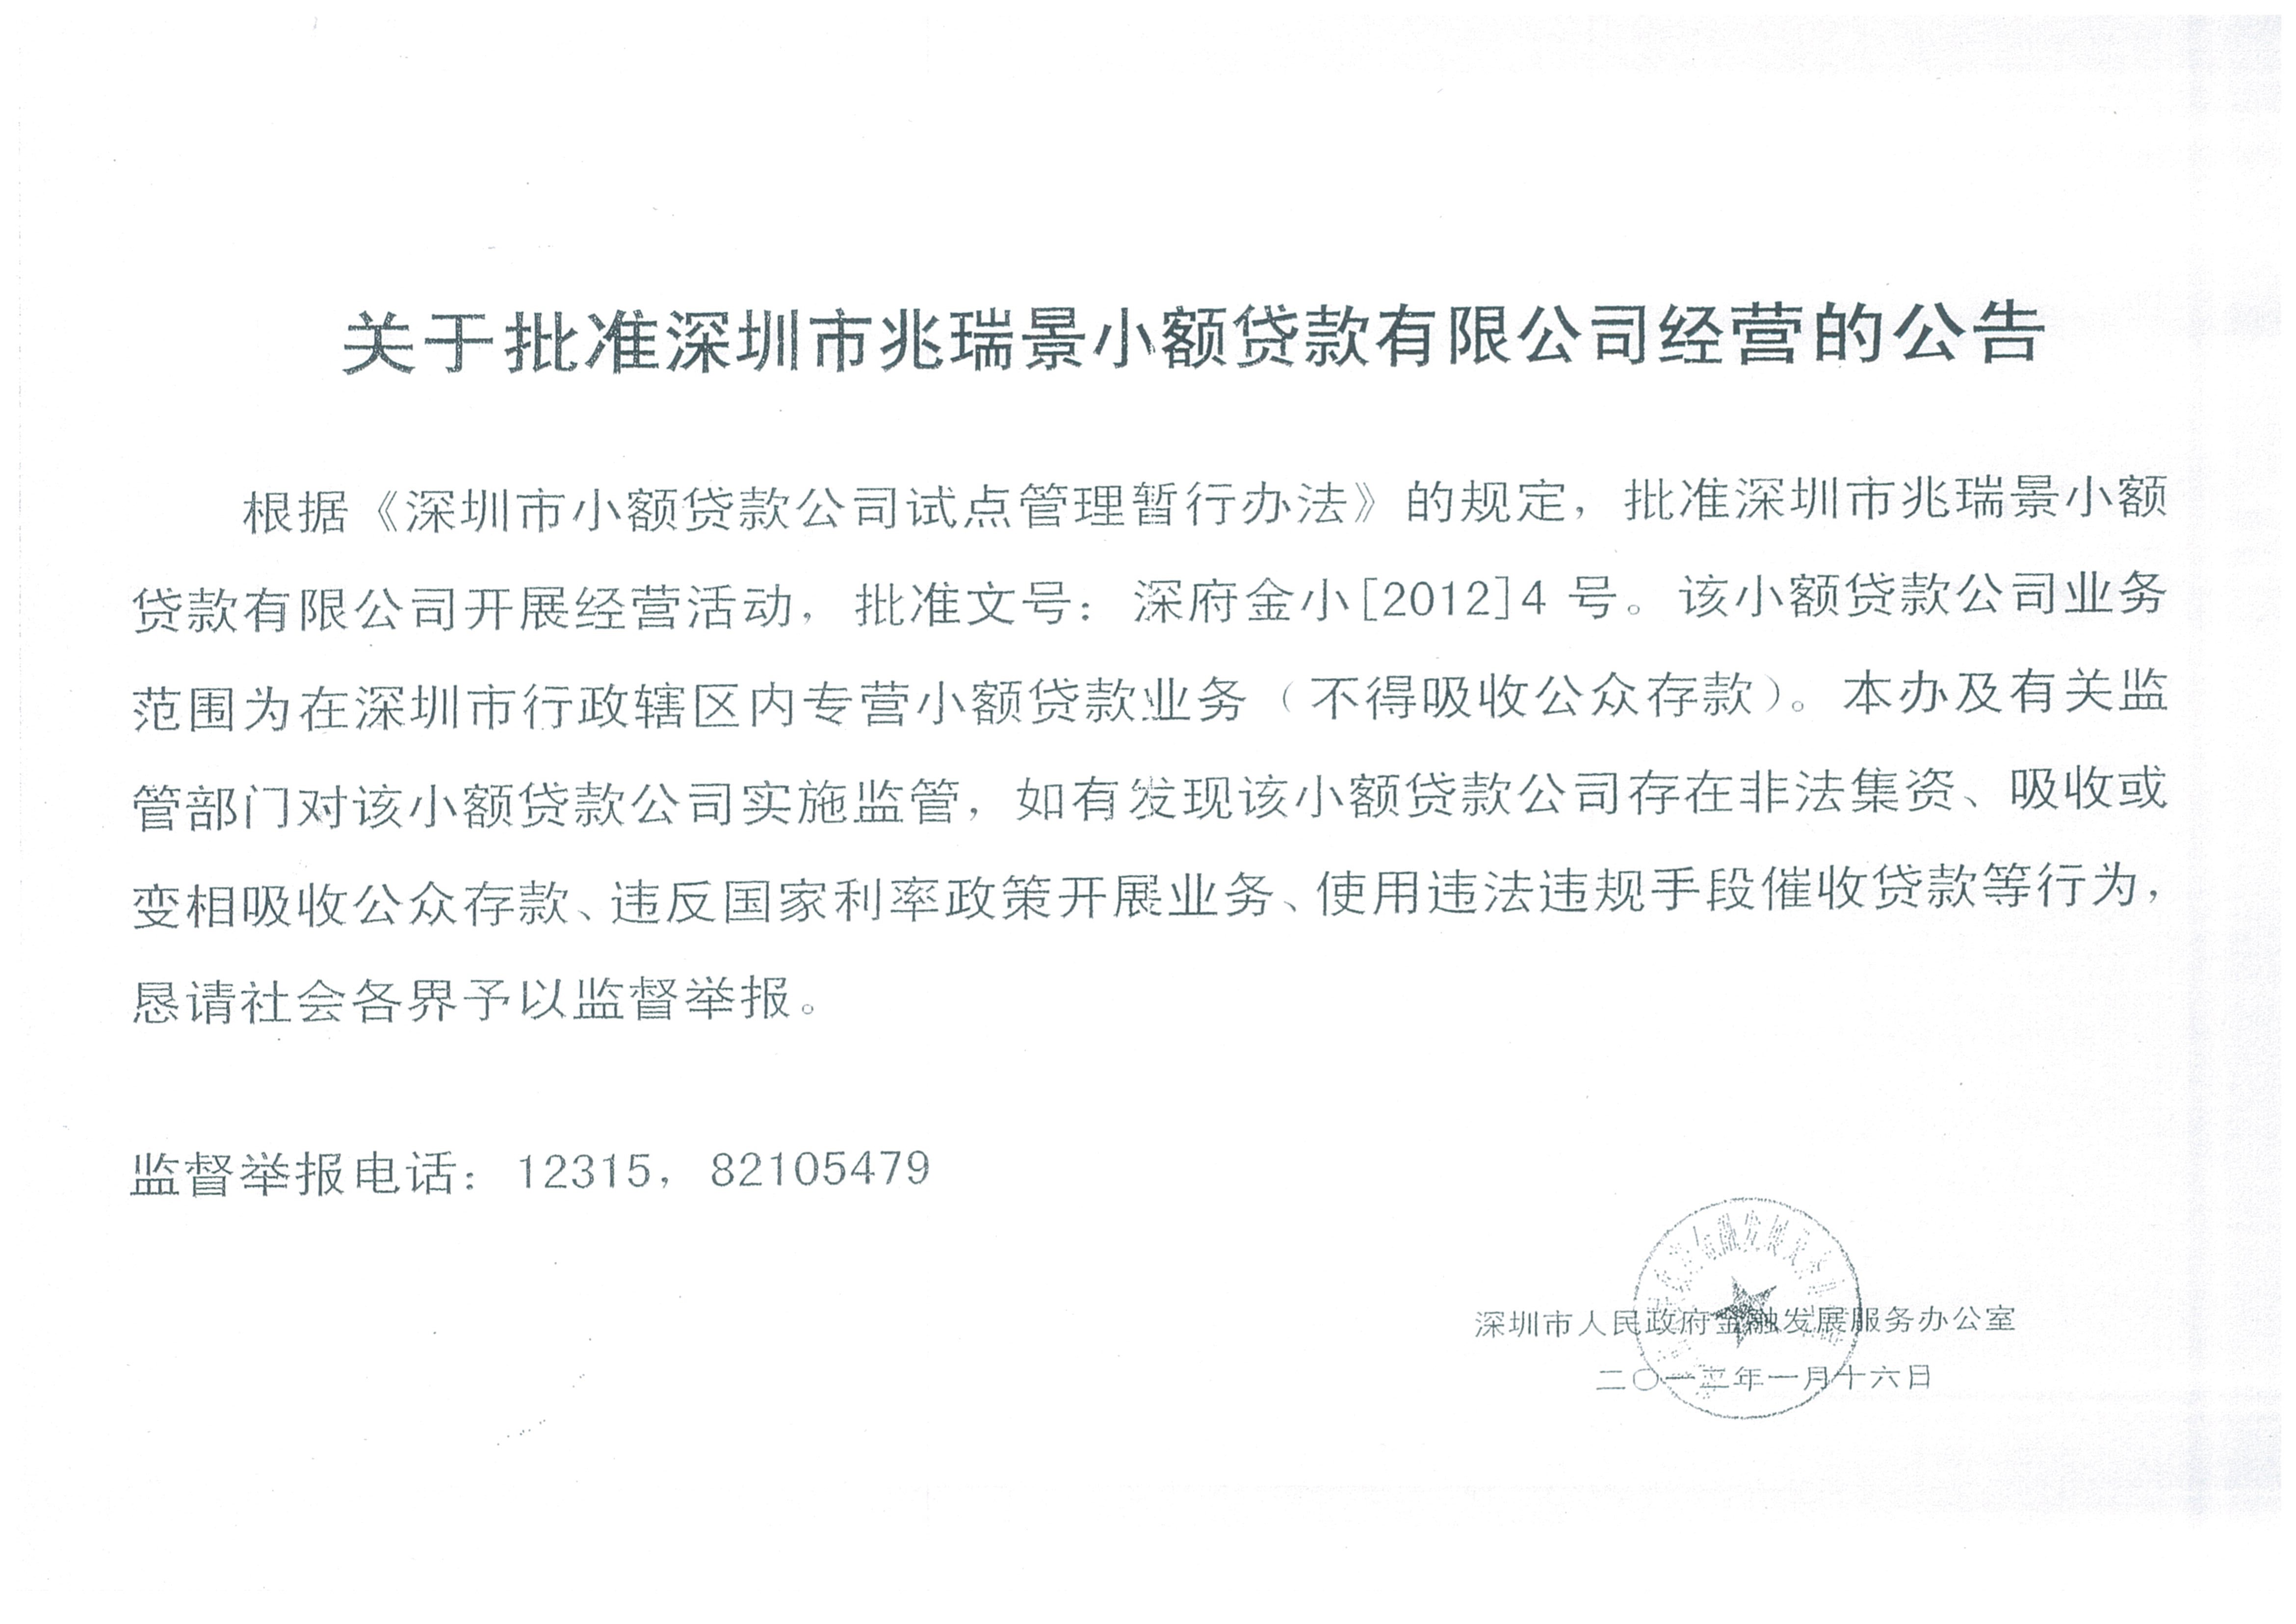 关于批准深圳市兆瑞景小额贷款有限公司经营的公告
根据《深圳市小额贷款公司试点管理暂行办法》的规定，批准深圳市兆瑞景小额
贷款有限公司开展经营活动，批准文号：深府金小[2012]4 号。该小额贷款公司业务
范围为在深圳市行政辖区内专营小额贷款业务（不得吸收公众存款）。本办及有关监
管部门对该小额贷款公司实施监管，如有发现该小额贷款公司存在非法集资、吸收或
变相吸收公众存款、违反国家利率政策开展业务、使用违法违规手段催收贷款等行为，
恳请社会各界予以监督举报。
监督举报电话：12315，82105479
深圳市人民政府金融发展服务办公室
二〇一二年一月十六日